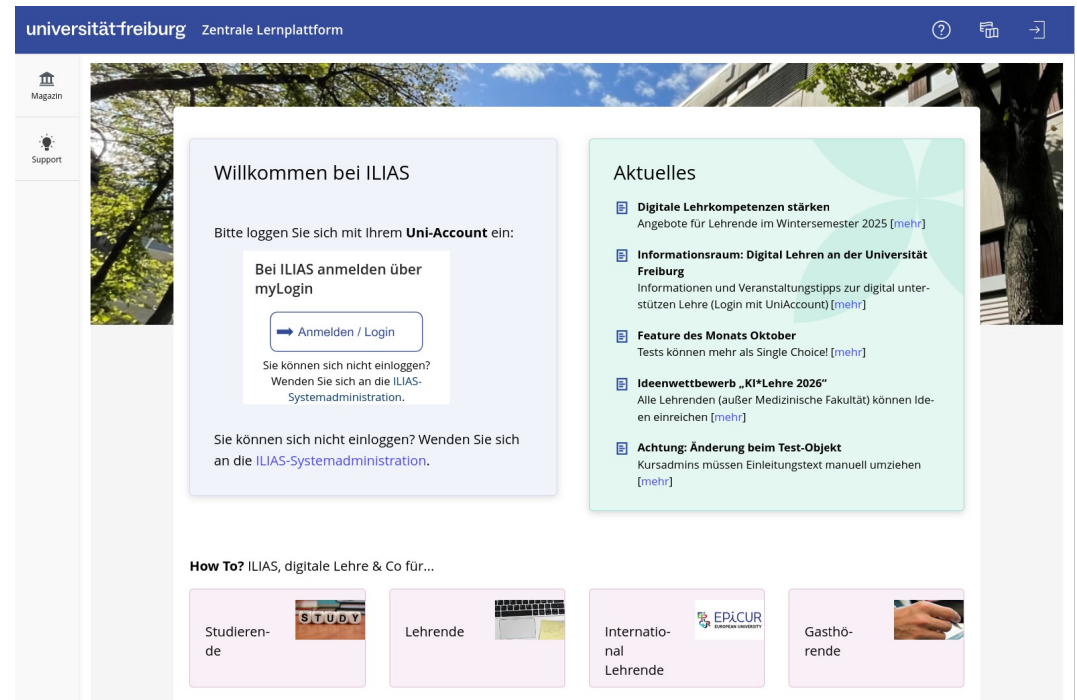 universität freiburg Zentrale Lernplattform
Magazin
Support
Willkommen bei ILIAS
Bitte loggen Sie sich mit Ihrem Uni-Account ein:
Bei ILIAS anmelden über
myLogin
Anmelden / Login
Sie können sich nicht einloggen?
Wenden Sie sich an die ILIAS-
Systemadministration.
Sie können sich nicht einloggen? Wenden Sie sich
an die ILIAS-Systemadministration.
Aktuelles
Digitale Lehrkompetenzen stärken
Angebote für Lehrende im Wintersemester 2025 [mehr]
Informationsraum: Digital Lehren an der Universität
Freiburg
Informationen und Veranstaltungstipps zur digital unter-
stützen Lehre (Login mit UniAccount) [mehr]
Feature des Monats Oktober
Tests können mehr als Single Choice! [mehr]
Ideenwettbewerb „KI*Lehre 2026“
Alle Lehrenden (außer Medizinische Fakultät) können Ide-
en einreichen [mehr]
Achtung: Änderung beim Test-Objekt
Kursadmins müssen Einleitungstext manuell umziehen
[mehr]
How To? ILIAS, digitale Lehre & Co für...
Studieren-
de
STUDY
Lehrende
Internatio-
nal
Lehrende
EPICUR
EUROPEAN UNIVERSITY
Gasthö-
rende